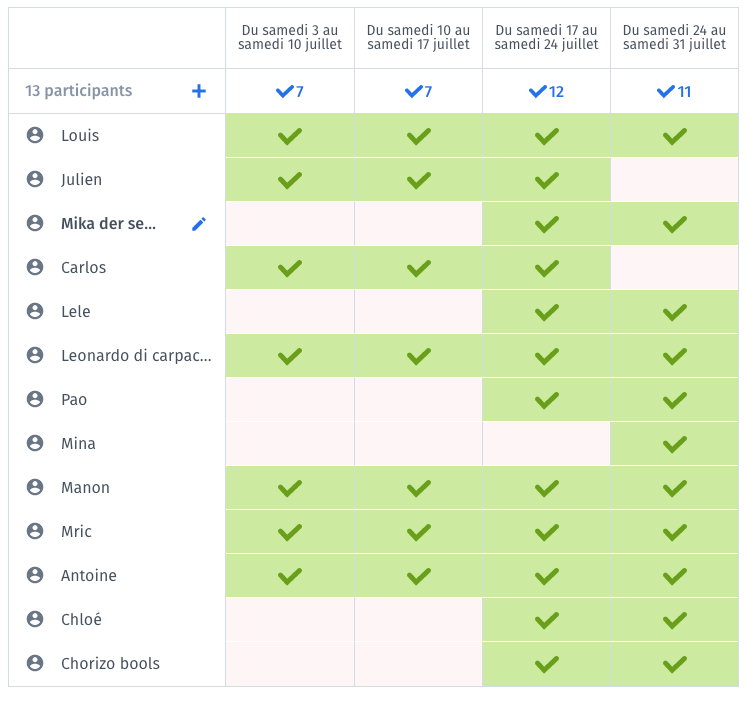 Du samedi 3 au
samedi 10 juillet
Du samedi 10 au
samedi 17 juillet
Du samedi 17 au
samedi 24 juillet
Du samedi 24 au
samedi 31 juillet
13 participants
7
7
12
11
Louis
Julien
Mika der se...
Carlos
Lele
Leonardo di carpac...
Pao
Mina
Manon
Mric
Antoine
Chloé
Chorizo bools